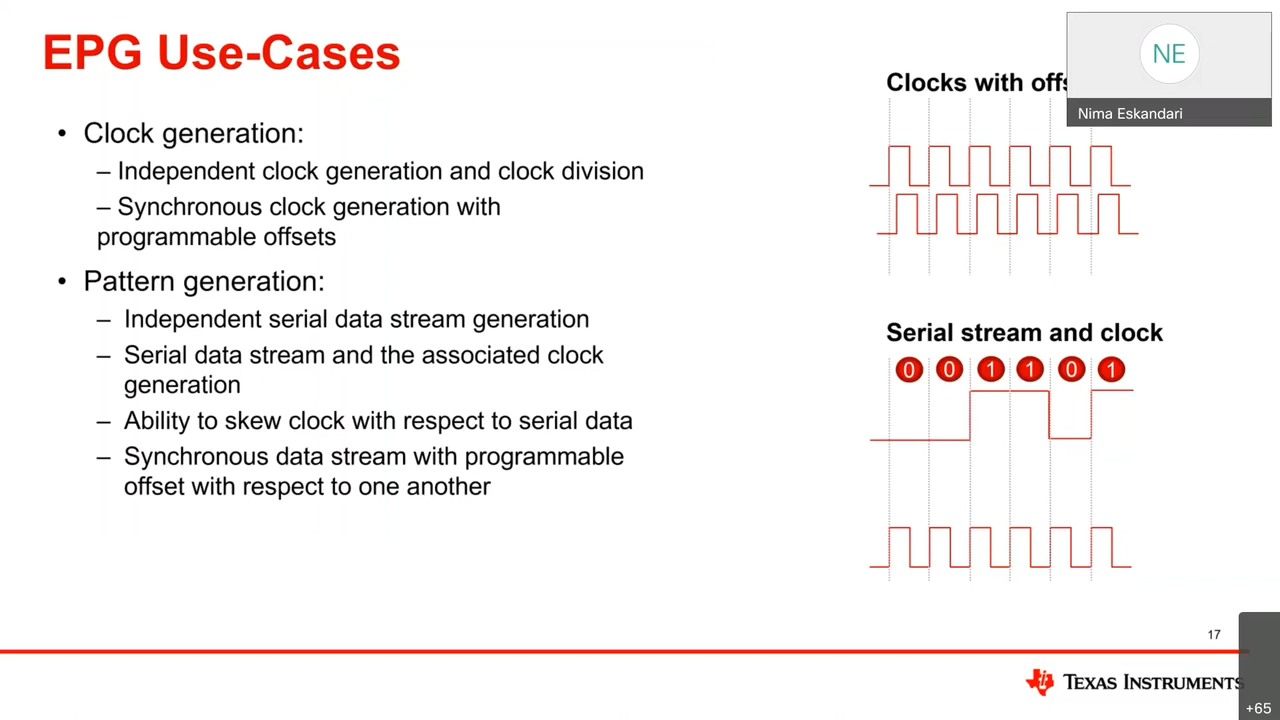 EPG Use-Cases
NE
Nima Eskandari
Clocks with
• Clock generation:
– Independent clock generation and clock division
– Synchronous clock generation with
programmable offsets
• Pattern generation:
– Independent serial data stream generation
– Serial data stream and the associated clock
generation
– Ability to skew clock with respect to serial data
– Synchronous data stream with programmable
offset with respect to one another
Serial stream and clock
0 0 1 1 0 1
17
TEXAS INSTRUMENTS
+65